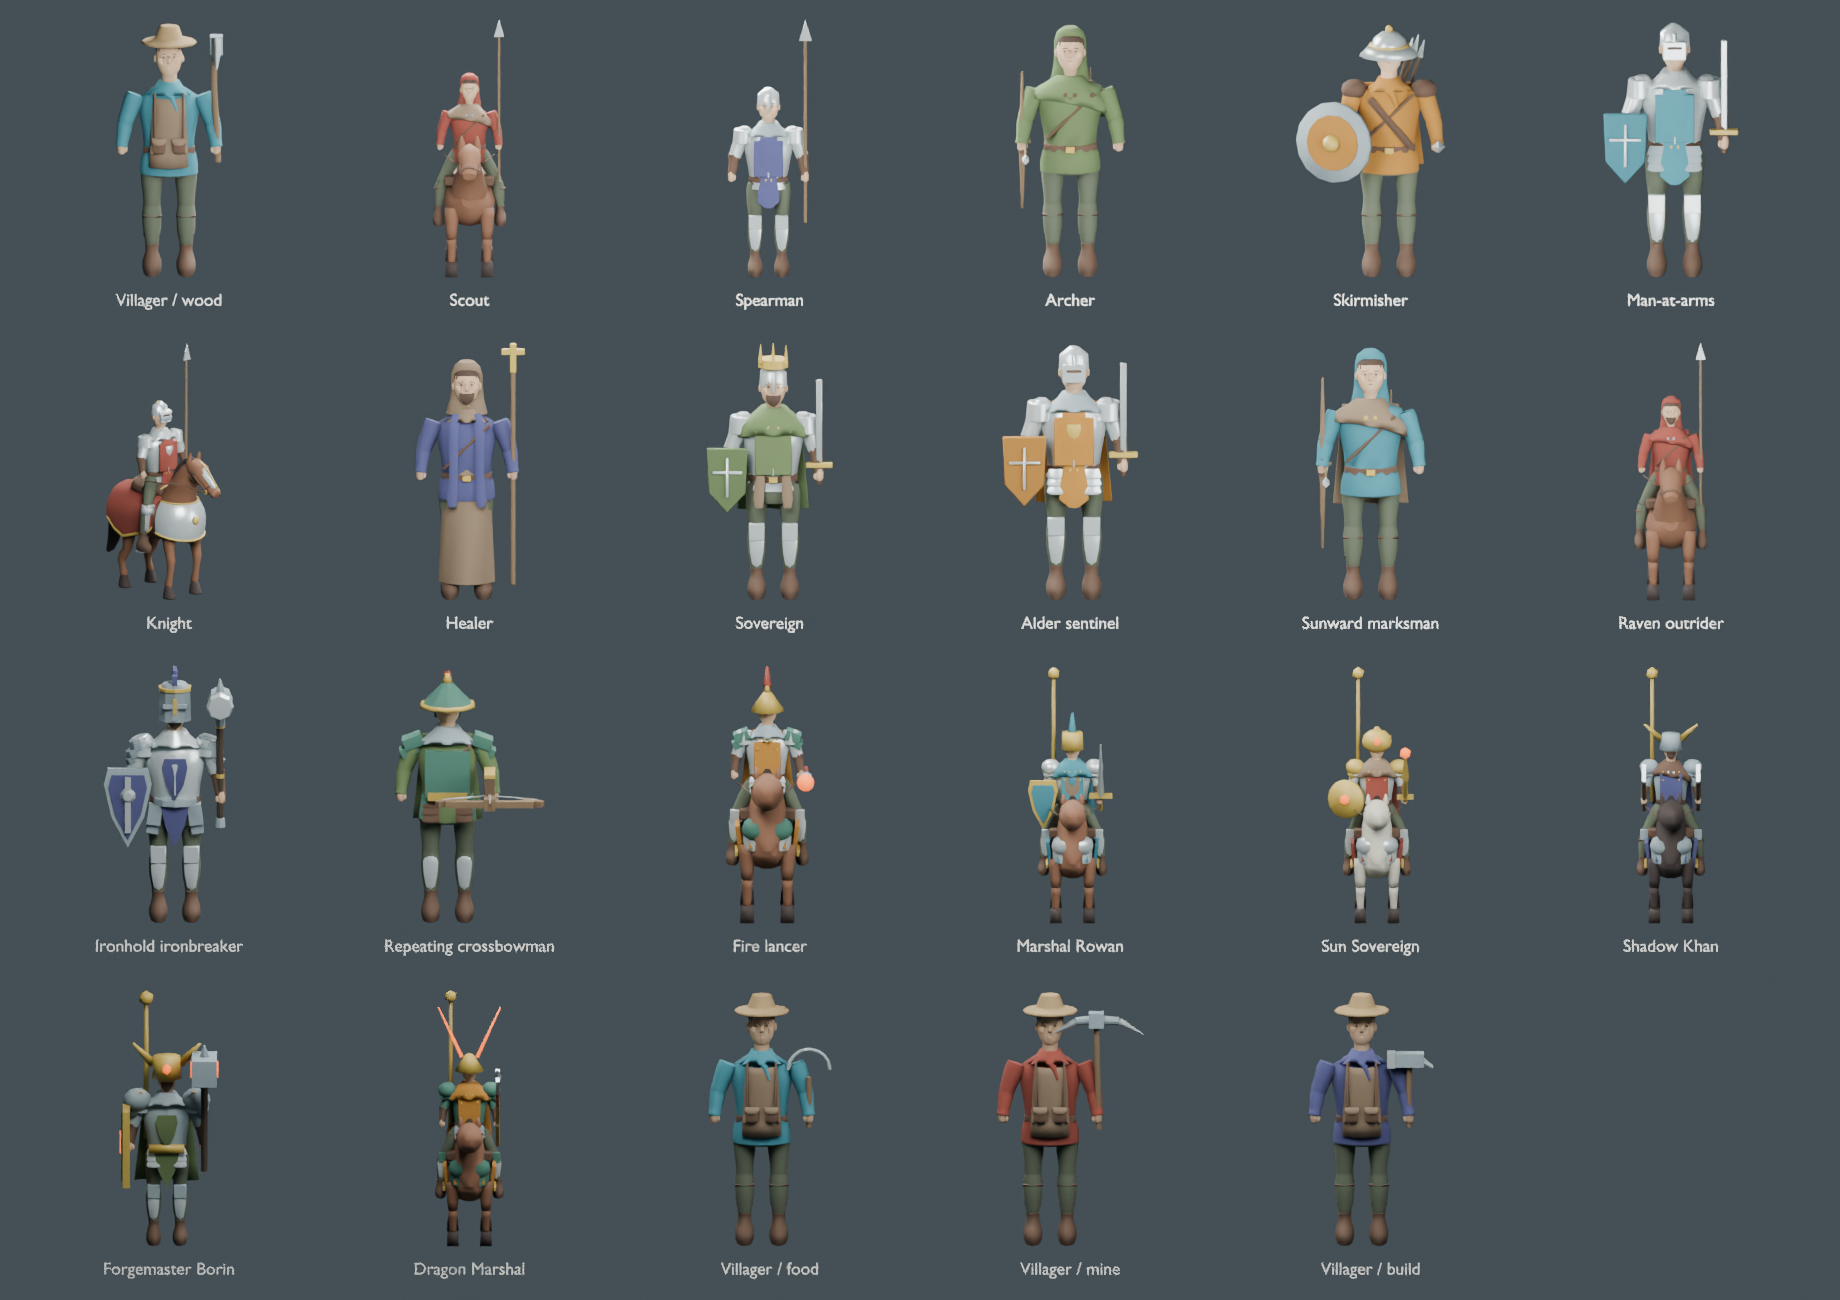 Villager / wood
Scout
Spearman
Archer
Skirmisher
Man-at-arms
Knight
Healer
Sovereign
Alder sentinel
Sunward marksman
Raven outrider
Ironhold ironbreaker
Repeating crossbowman
Fire lancer
Marshal Rowan
Sun Sovereign
Shadow Khan
Forgemaster Borin
Dragon Marshal
Villager / food
Villager / mine
Villager / build